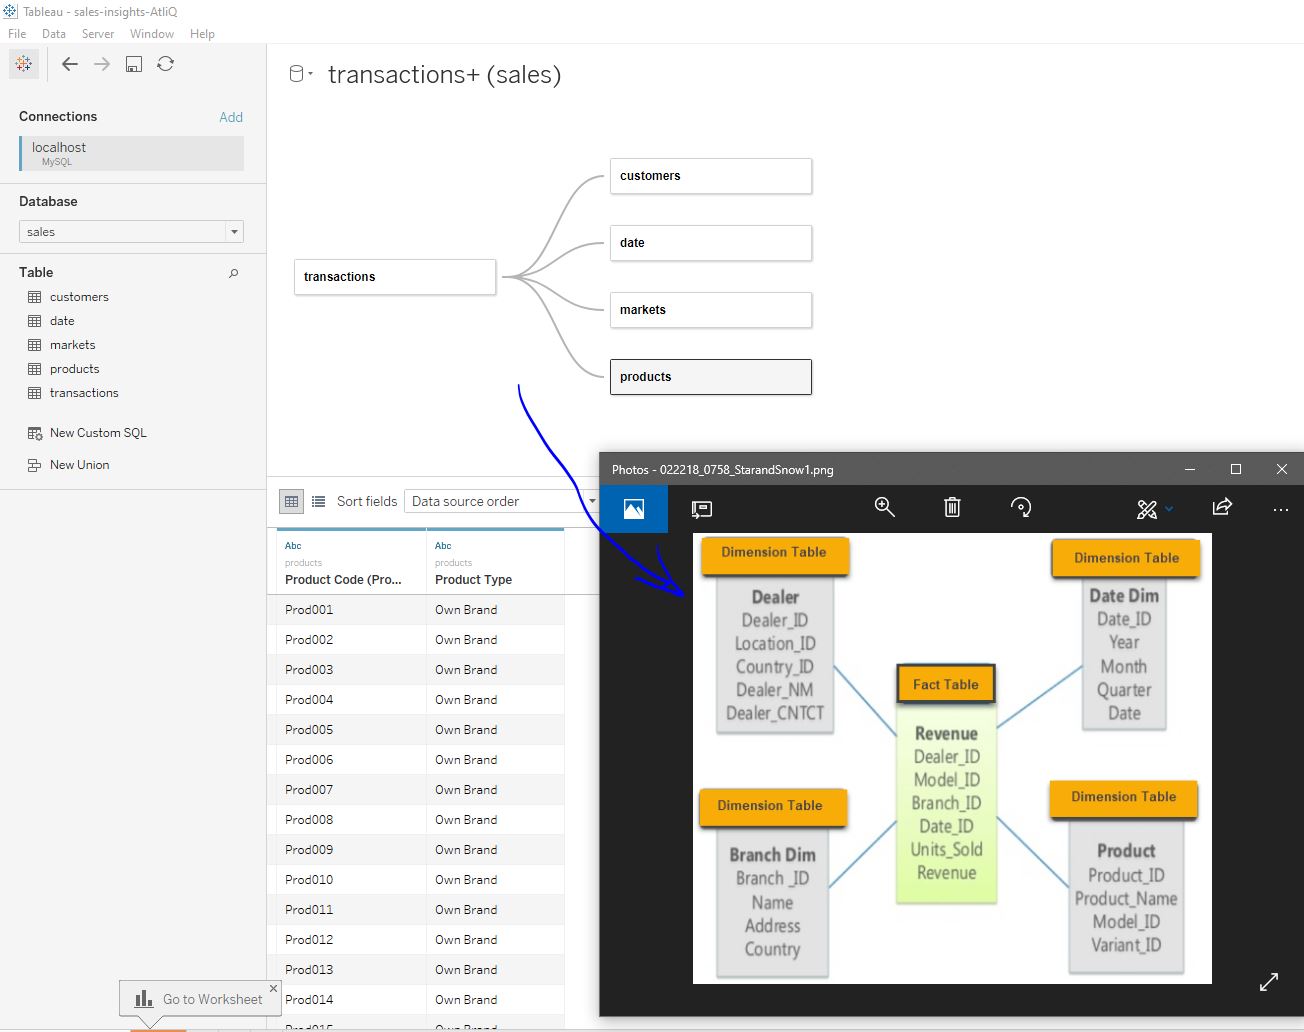 Tableau - sales-insights-AtliQ
File Data Server Window Help
Connections Add
localhost
MySQL
Database
sales
Table
customers
date
markets
products
transactions
New Custom SQL
New Union
transactions+ (sales)
transactions
customers
date
markets
products
Sort fields Data source order
Abc Abc
products products
Product Code (Pro... Product Type
Prod001 Own Brand
Prod002 Own Brand
Prod003 Own Brand
Prod004 Own Brand
Prod005 Own Brand
Prod006 Own Brand
Prod007 Own Brand
Prod008 Own Brand
Prod009 Own Brand
Prod010 Own Brand
Prod011 Own Brand
Prod012 Own Brand
Prod013 Own Brand
Prod014 Own Brand
Go to Worksheet
Photos - 022218_0758_StarandSnow1.png
Dimension Table
Dealer
Dealer_ID
Location_ID
Country_ID
Dealer_NM
Dealer_CNTCT
Dimension Table
Date Dim
Date_ID
Year
Month
Quarter
Date
Fact Table
Revenue
Dealer_ID
Model_ID
Branch_ID
Date_ID
Units_Sold
Revenue
Dimension Table
Branch Dim
Branch _ID
Name
Address
Country
Dimension Table
Product
Product_ID
Product_Name
Model_ID
Variant_ID